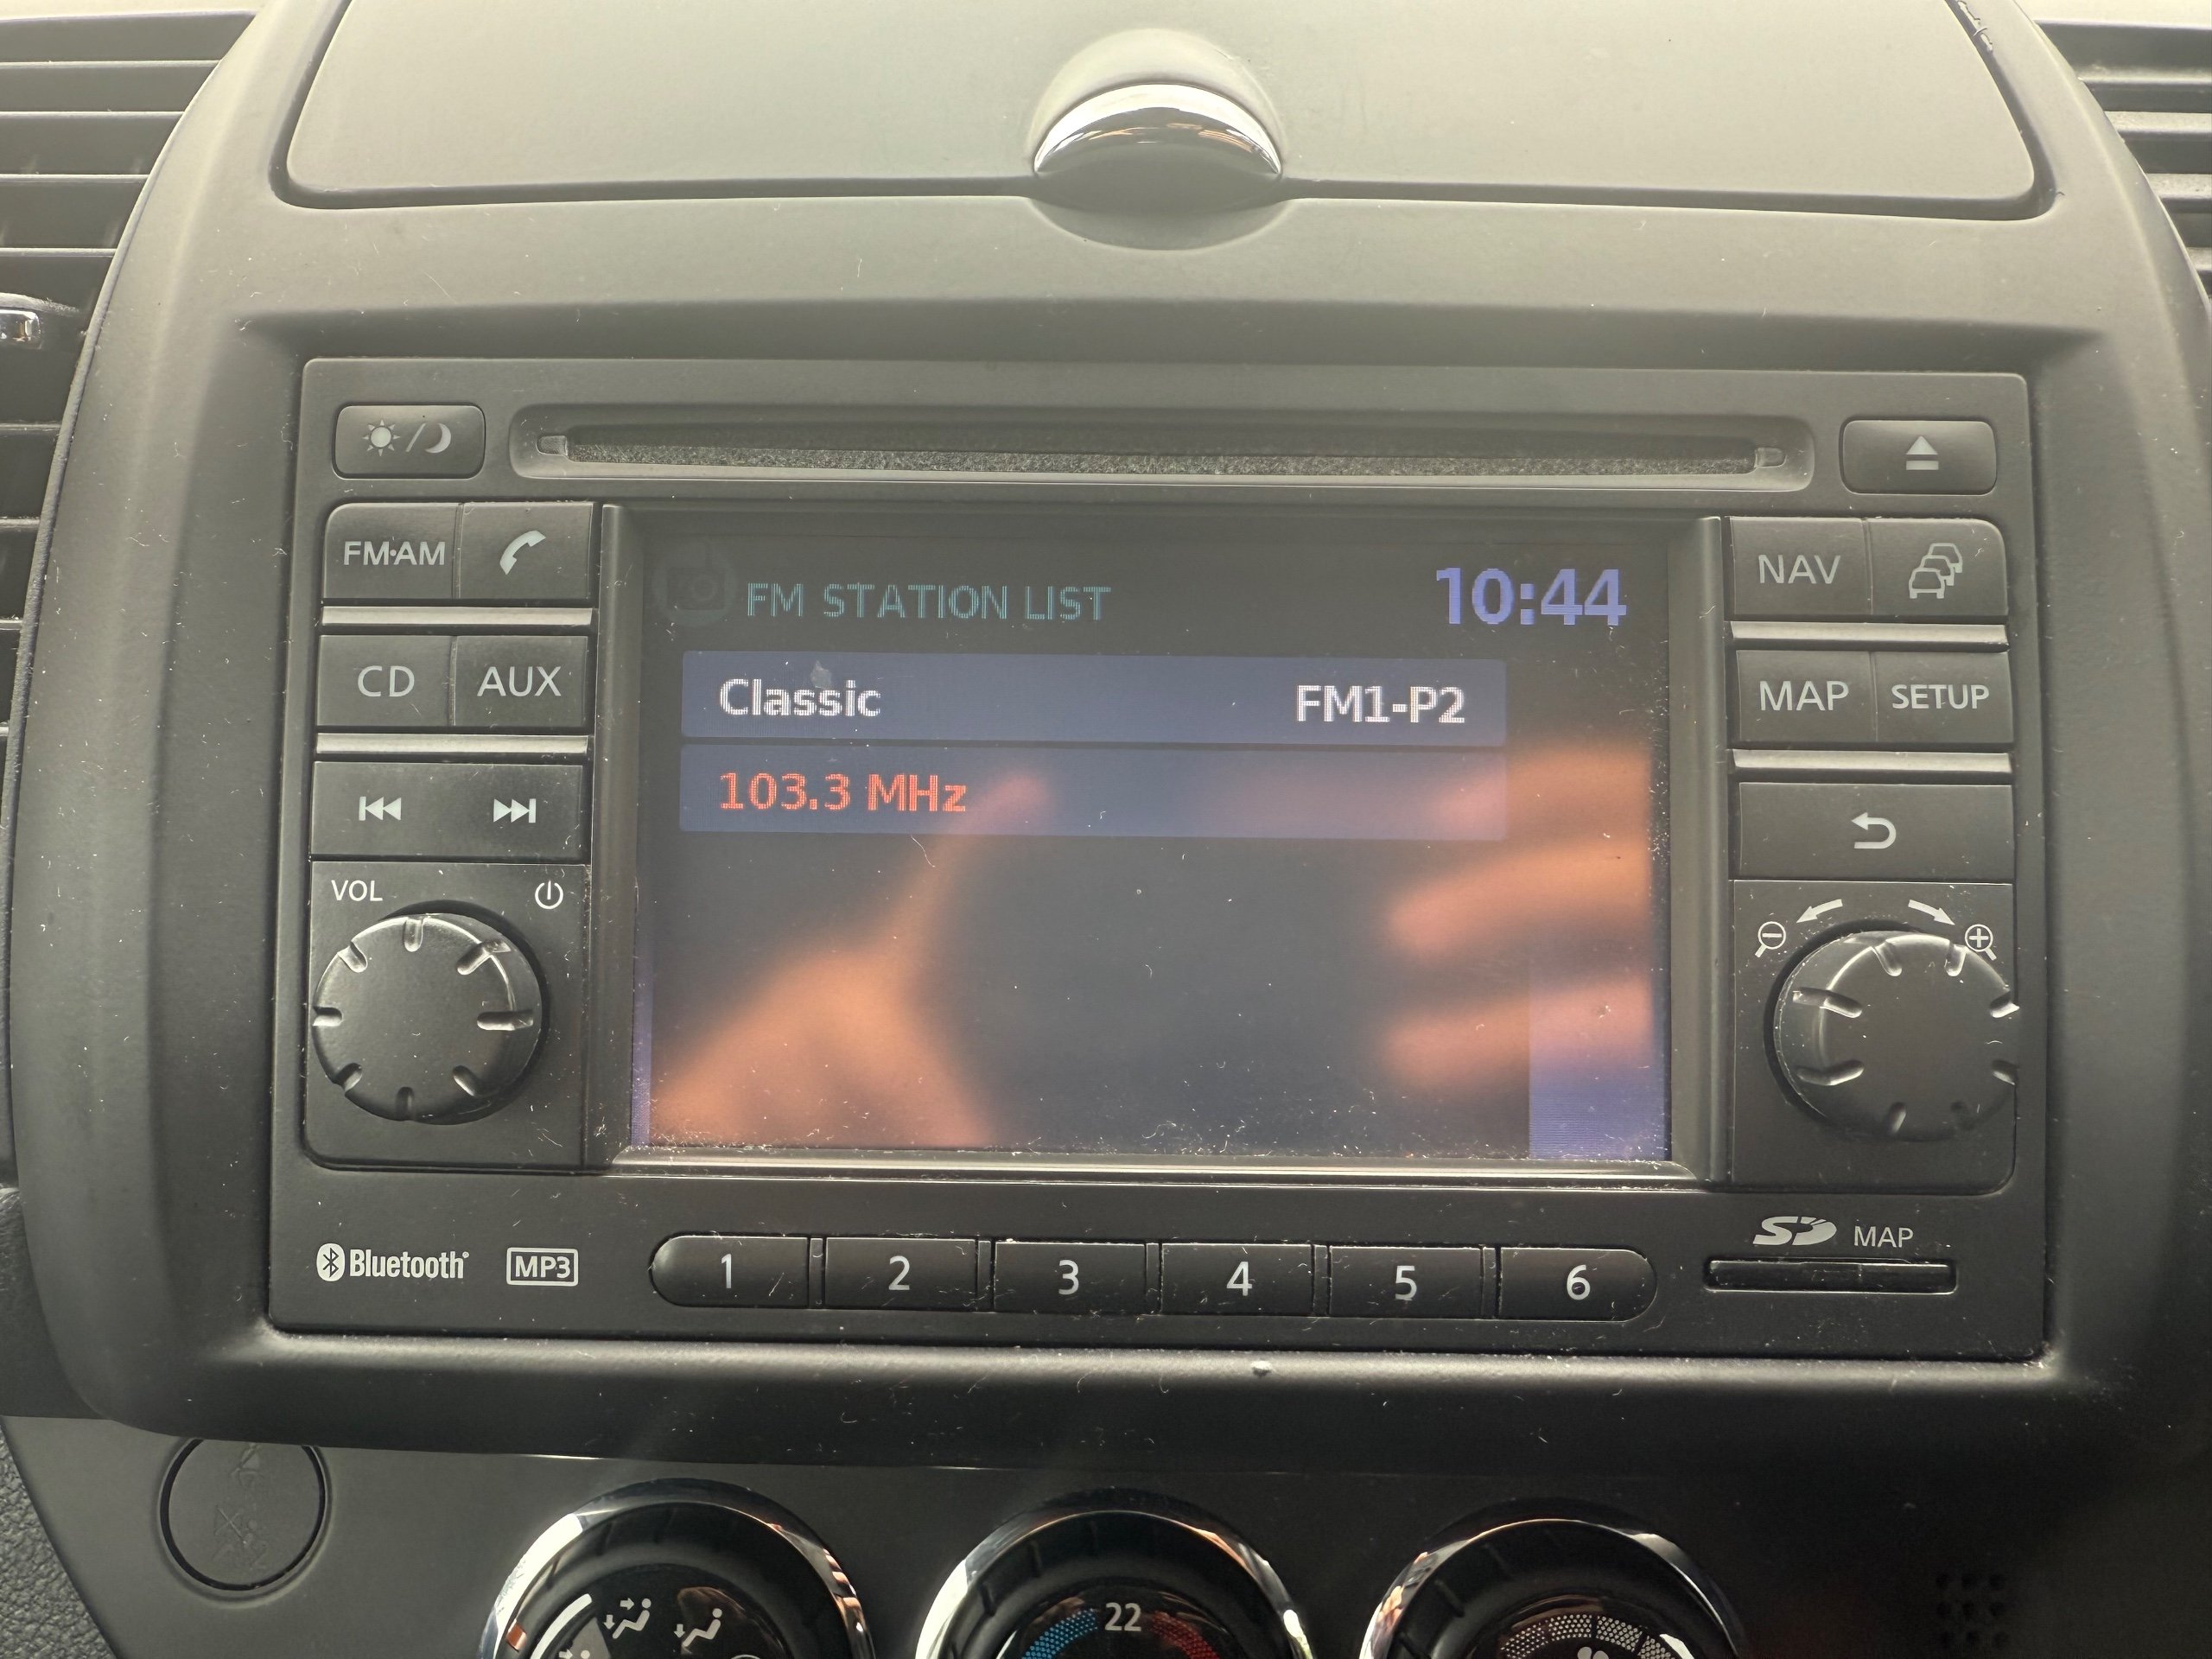 FM·AM
NAV
FM STATION LIST 10:44
CD AUX
MAP SETUP
Classic FM1-P2
103.3 MHz
VOL
Bluetooth MP3
1 2 3 4 5 6
SD MAP
22